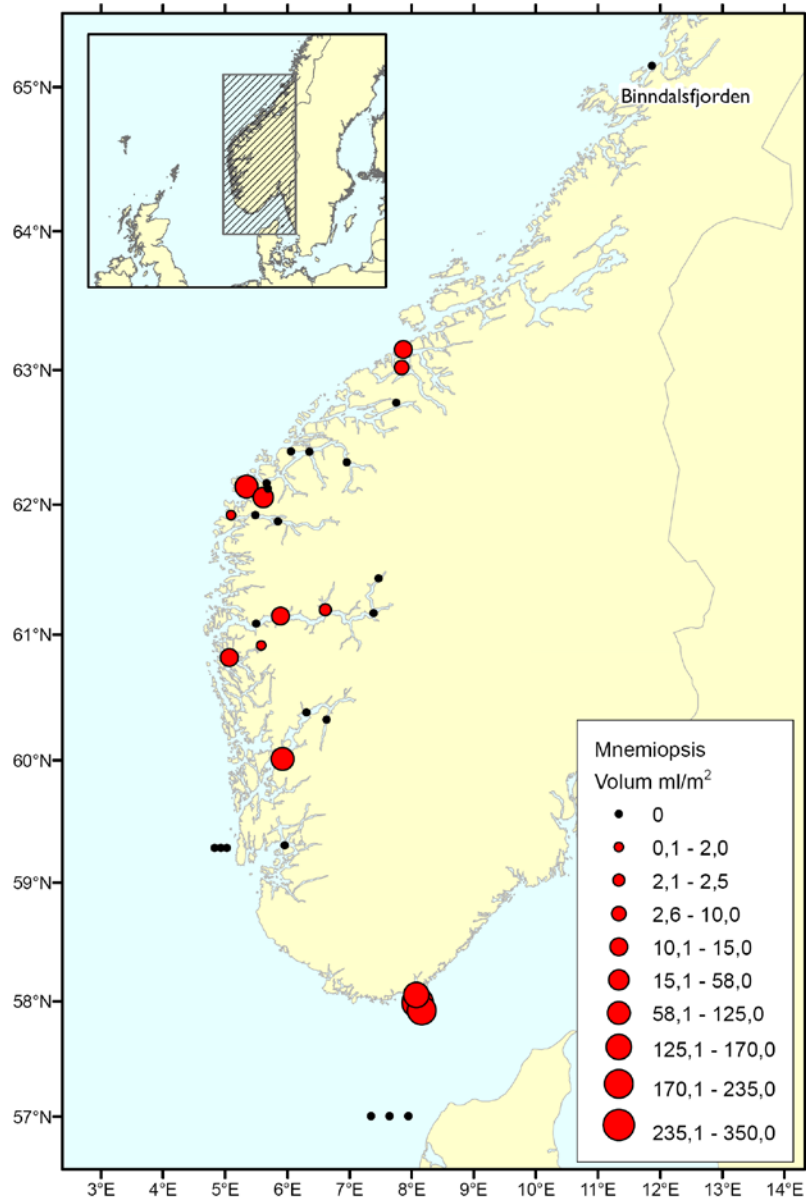 65°N
Binndalsfjorden
64°N
63°N
62°N
61°N
60°N
59°N
58°N
57°N
Mnemiopsis
Volum ml/m²
0
0,1 - 2,0
2,1 - 2,5
2,6 - 10,0
10,1 - 15,0
15,1 - 58,0
58,1 - 125,0
125,1 - 170,0
170,1 - 235,0
235,1 - 350,0
3°E 4°E 5°E 6°E 7°E 8°E 9°E 10°E 11°E 12°E 13°E 14°E